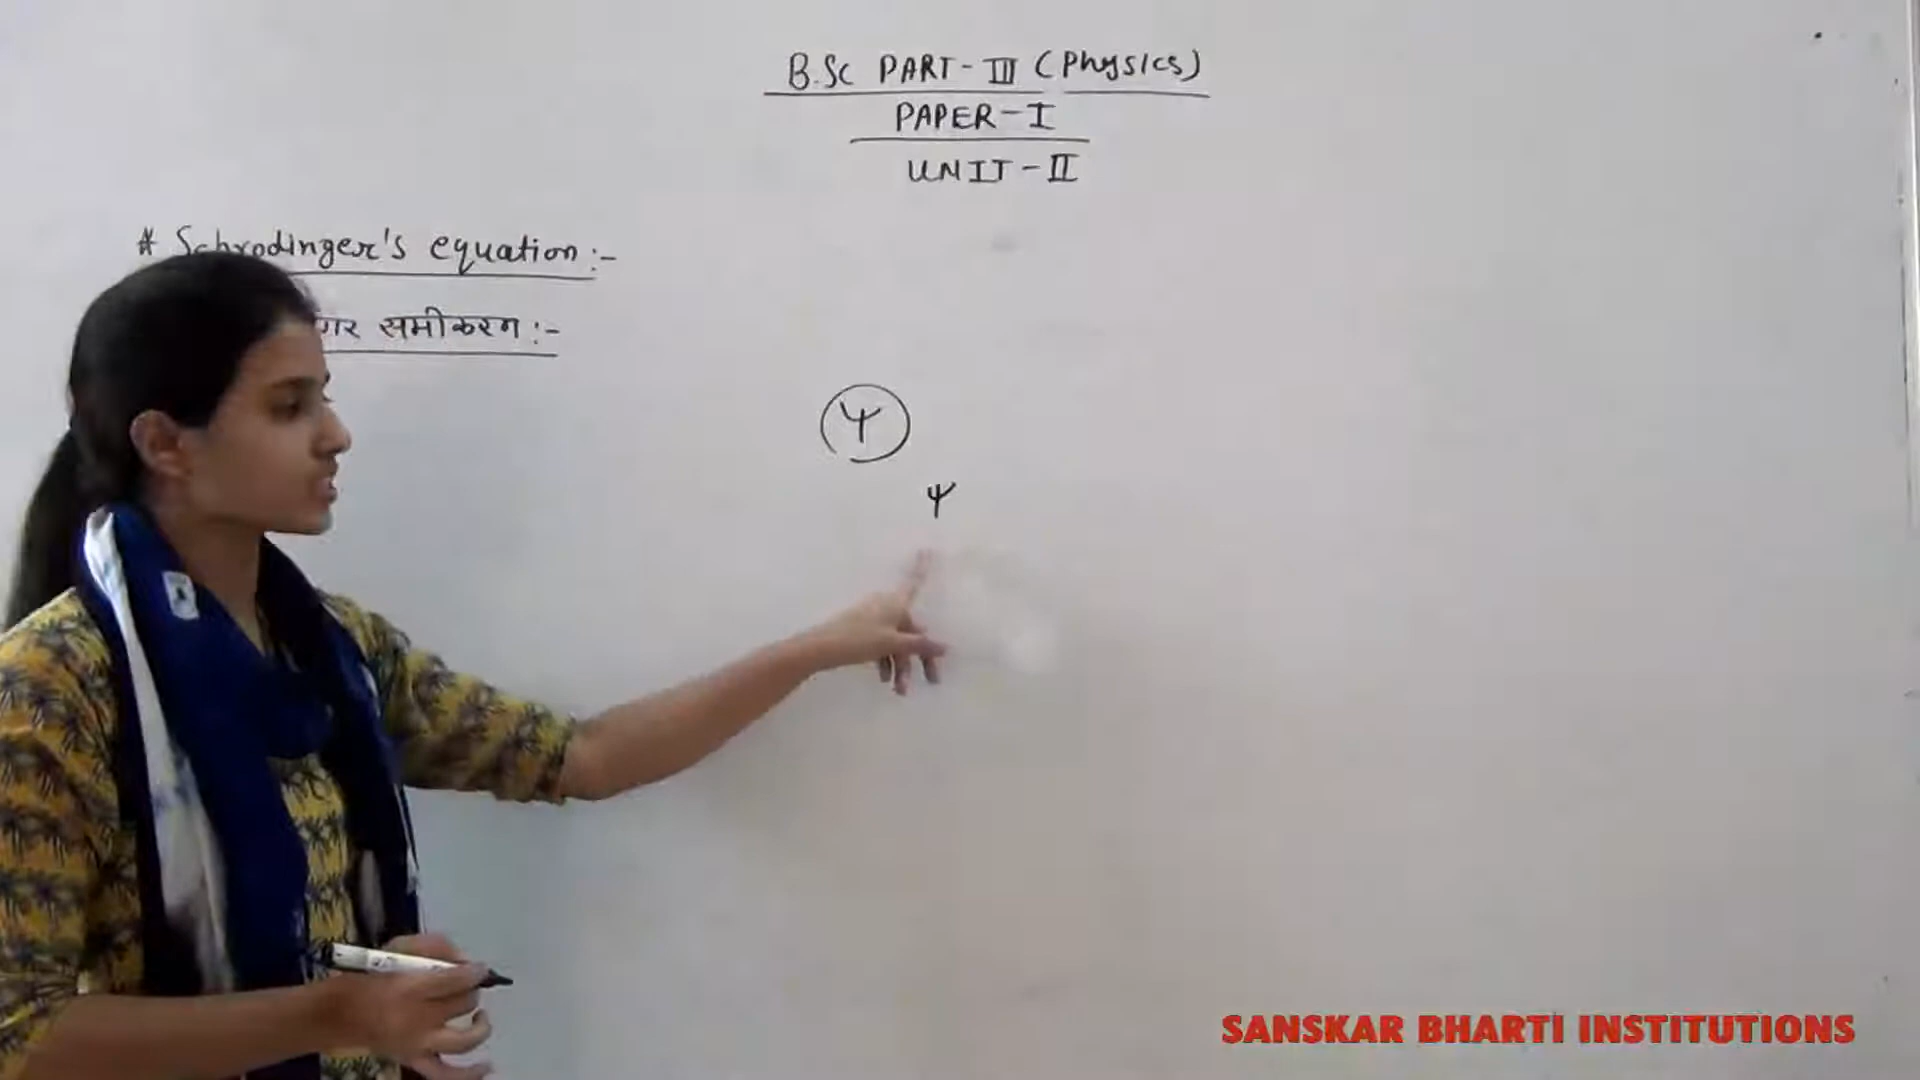 B.Sc PART-III (Physics)
PAPER-I
UNIT-II
# Schrodinger's equation:-
समीकरण:-
Ψ
Ψ
SANSKAR BHARTI INSTITUTIONS